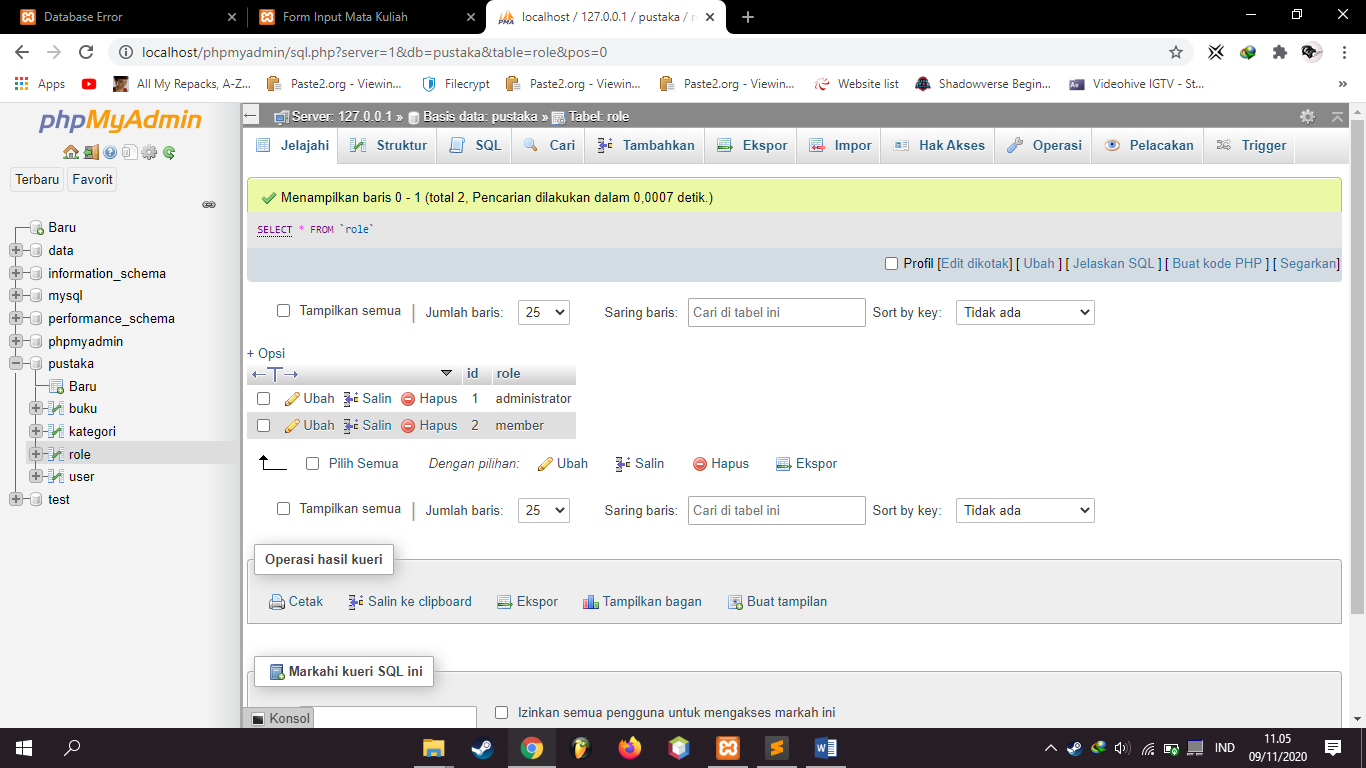 Database Error
Form Input Mata Kuliah
localhost / 127.0.0.1 / pustaka / r
localhost/phpmyadmin/sql.php?server=1&db=pustaka&table=role&pos=0
Apps
All My Repacks, A-Z...
Paste2.org - Viewin...
Filecrypt
Paste2.org - Viewin...
Paste2.org - Viewin...
Website list
Shadowverse Begin...
Videohive IGTV - St...
phpMyAdmin
Terbaru
Favorit
Baru
data
information_schema
mysql
performance_schema
phpmyadmin
pustaka
Baru
buku
kategori
role
user
test
Server: 127.0.0.1 » Basis data: pustaka » Tabel: role
Jelajahi
Struktur
SQL
Cari
Tambahkan
Ekspor
Impor
Hak Akses
Operasi
Pelacakan
Trigger
Menampilkan baris 0 - 1 (total 2, Pencarian dilakukan dalam 0,0007 detik.)
SELECT * FROM `role`
Profil [Edit dikotak] [ Ubah ] [ Jelaskan SQL ] [ Buat kode PHP ] [ Segarkan]
Tampilkan semua | Jumlah baris: 25 Saring baris: Cari di tabel ini Sort by key: Tidak ada
+ Opsi
id role
Ubah Salin Hapus 1 administrator
Ubah Salin Hapus 2 member
Pilih Semua Dengan pilihan: Ubah Salin Hapus Ekspor
Tampilkan semua | Jumlah baris: 25 Saring baris: Cari di tabel ini Sort by key: Tidak ada
Operasi hasil kueri
Cetak Salin ke clipboard Ekspor Tampilkan bagan Buat tampilan
Markahi kueri SQL ini
Izinkan semua pengguna untuk mengakses markah ini
Konsol
IND
11.05
09/11/2020